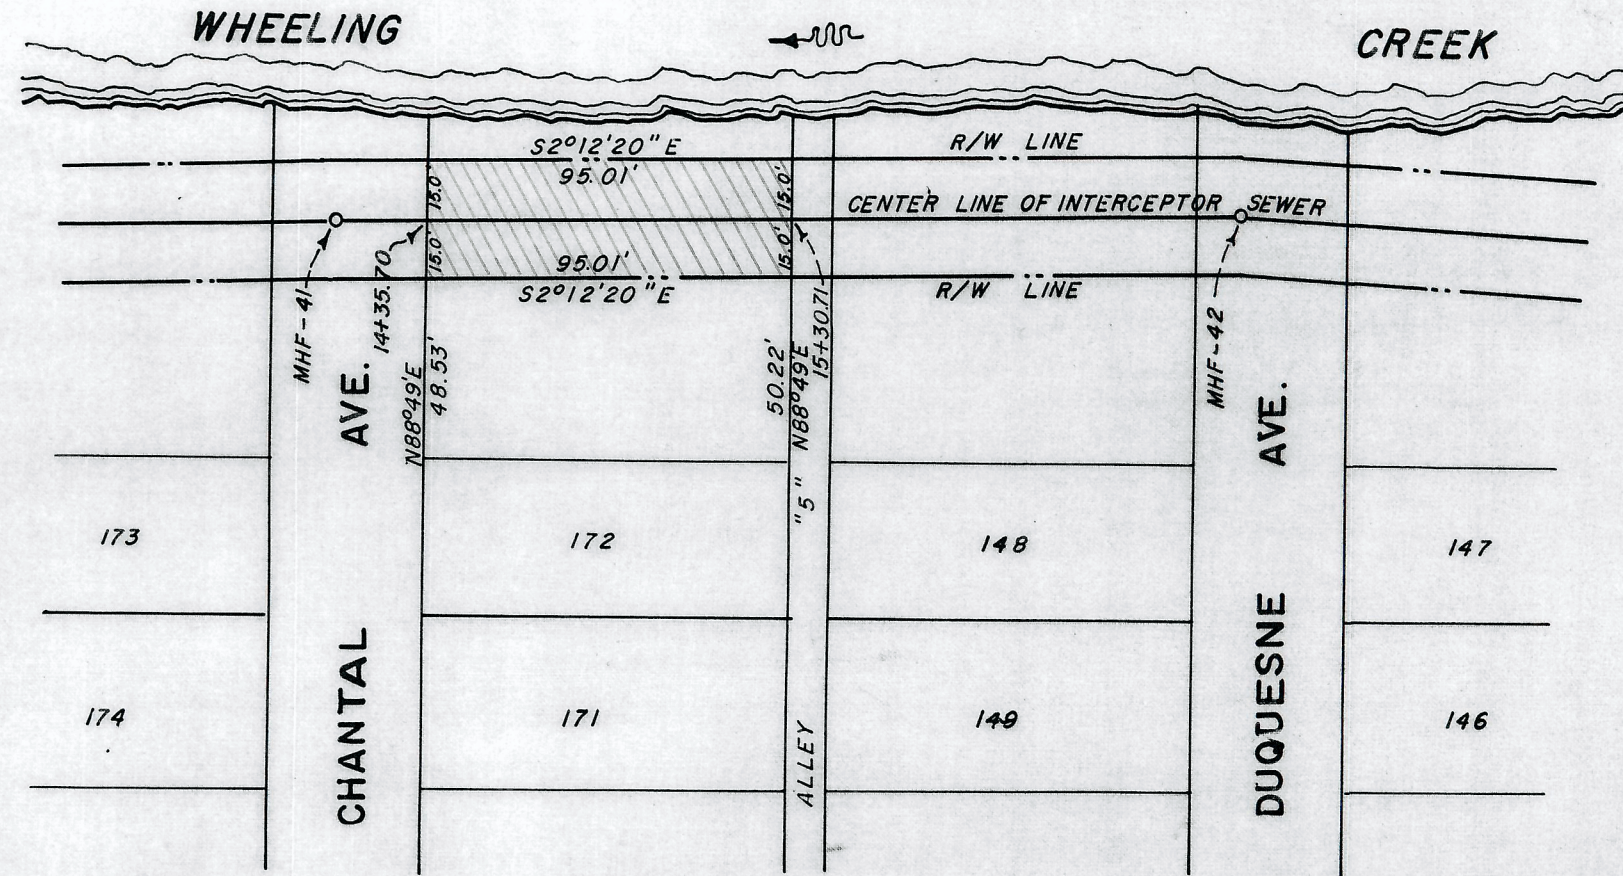 WHEELING
CREEK
S2°12'20"E
R/W LINE
95.01'
15.0'
15.0'
CENTER LINE OF INTERCEPTOR SEWER
15.0'
15.0'
95.01'
S2°12'20"E
R/W LINE
MHF-41
14+35.70
N88°49'E
48.53'
50.22'
N88°49'E
15+30.71
MHF-42
CHANTAL AVE.
"5" ALLEY
DUQUESNE AVE.
173
172
148
147
174
171
149
146